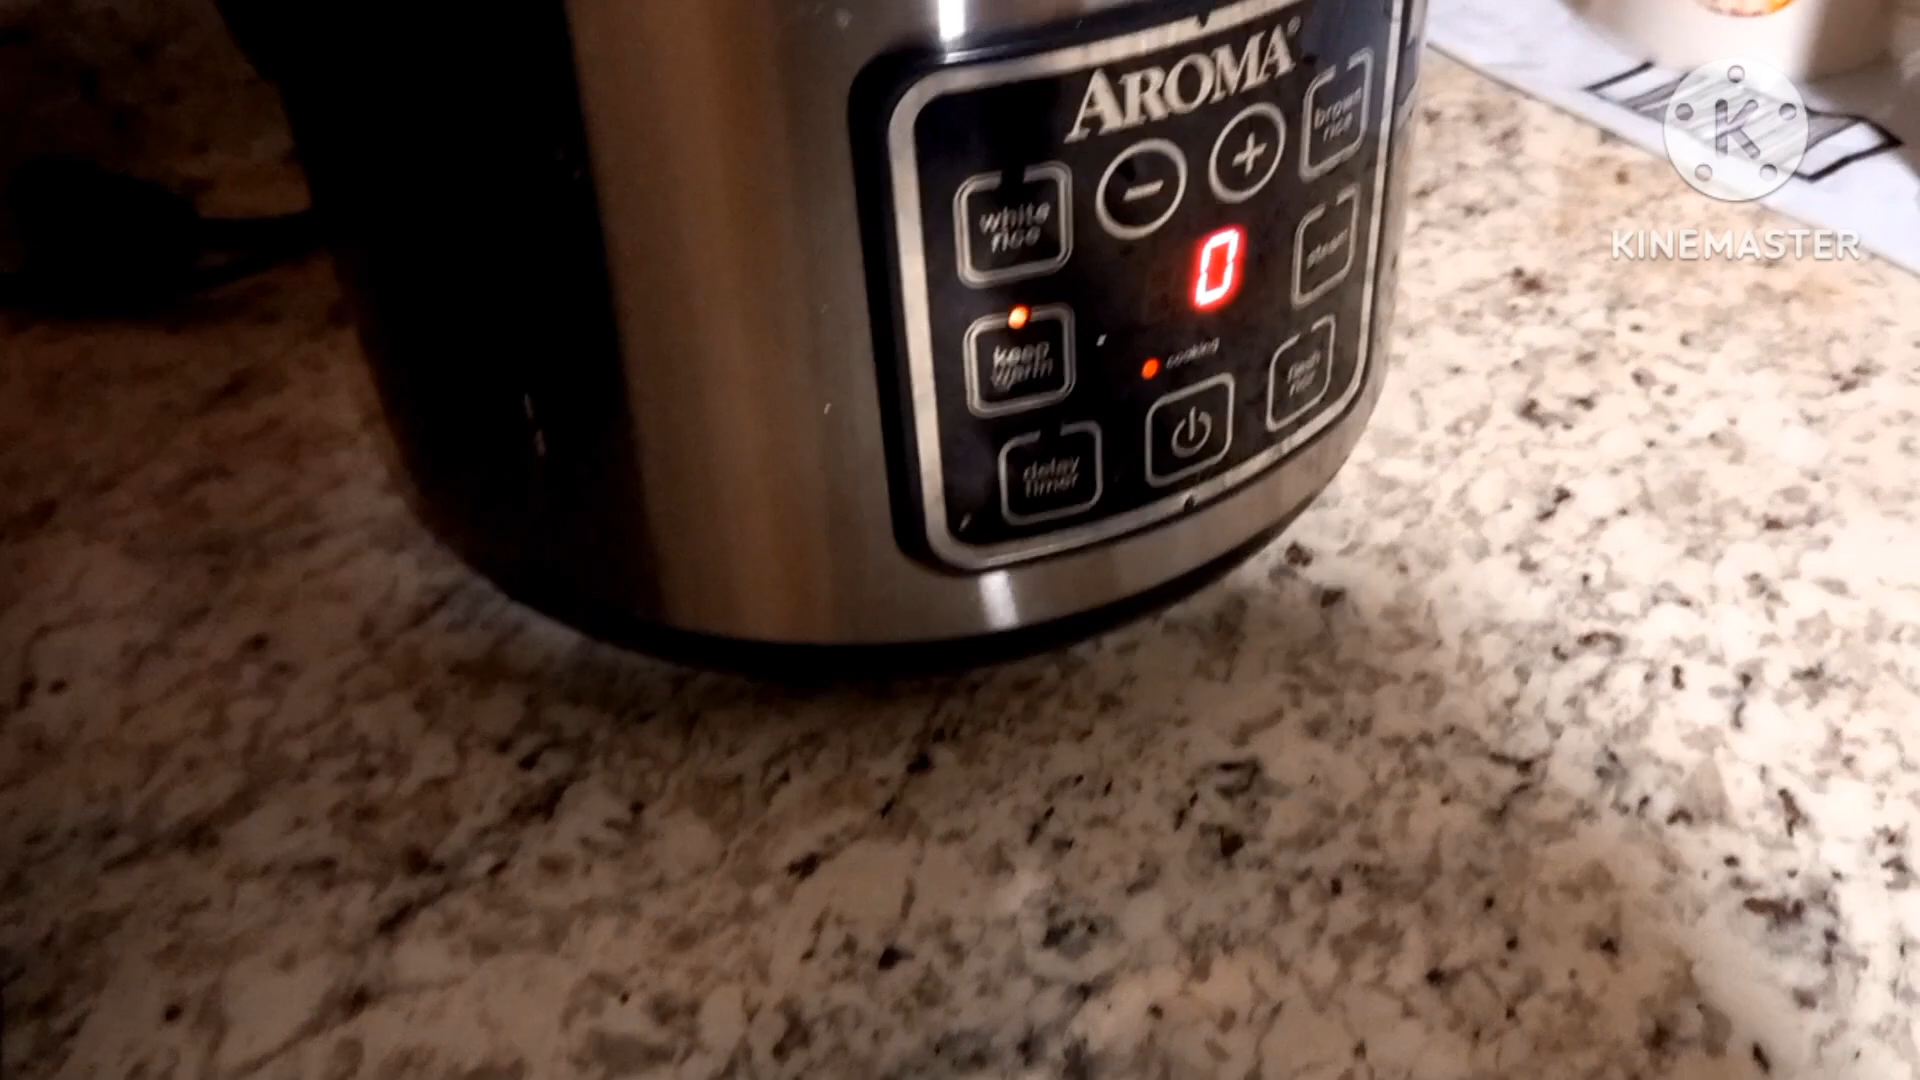 AROMA®
brown
rice
white
rice
0
steam
keep
warm
cooking
flash
rice
delay
timer
KINEMASTER